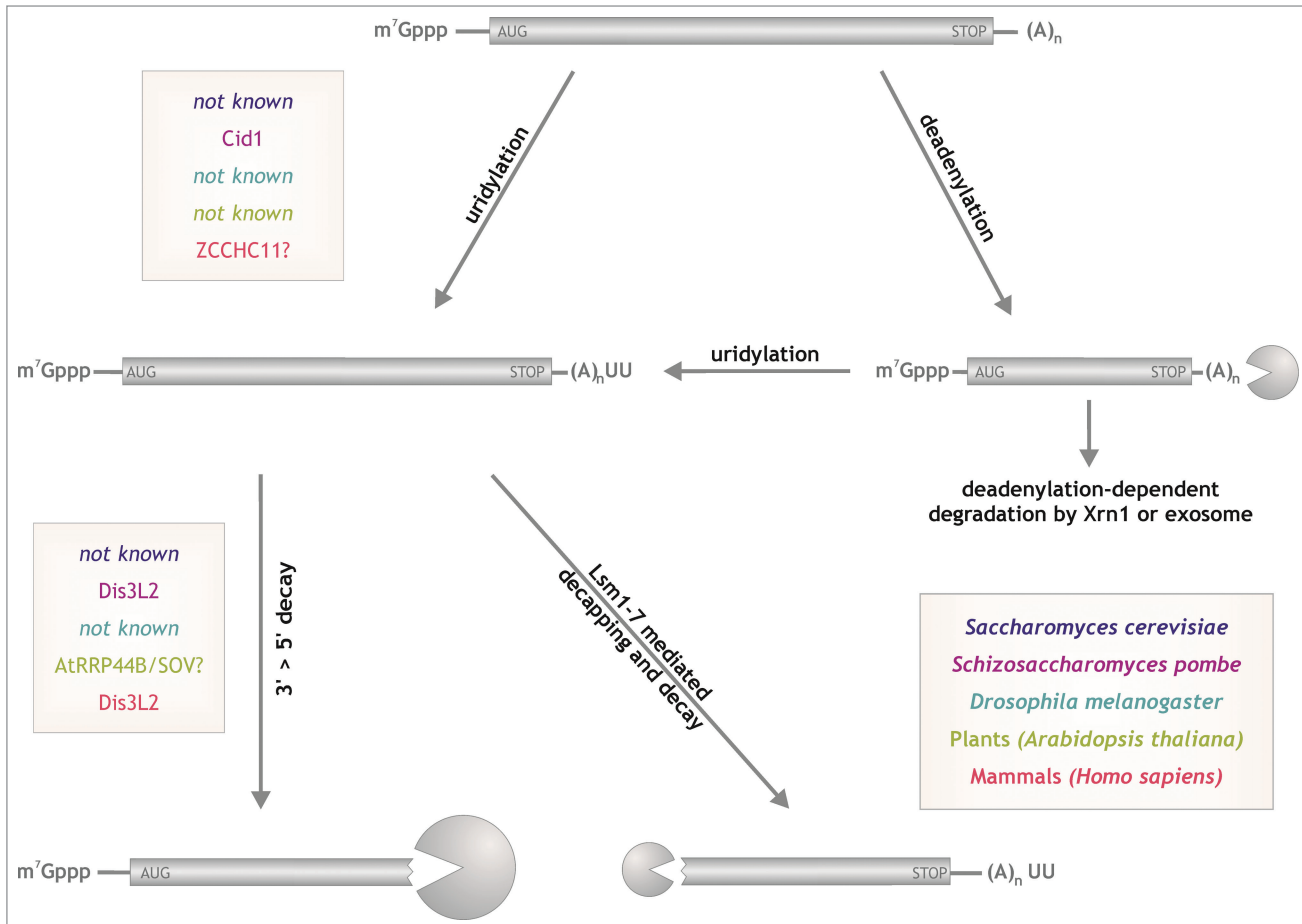 m⁷Gppp AUG STOP (A)ₙ
not known
Cid1
not known
not known
ZCCHC11?
uridylation
deadenylation
m⁷Gppp AUG STOP (A)ₙUU
uridylation
m⁷Gppp AUG STOP (A)ₙ
deadenylation-dependent
degradation by Xrn1 or exosome
not known
Dis3L2
not known
AtRRP44B/SOV?
Dis3L2
3' > 5' decay
Lsm1-7 mediated
decapping and decay
Saccharomyces cerevisiae
Schizosaccharomyces pombe
Drosophila melanogaster
Plants (Arabidopsis thaliana)
Mammals (Homo sapiens)
m⁷Gppp AUG
STOP (A)ₙ UU